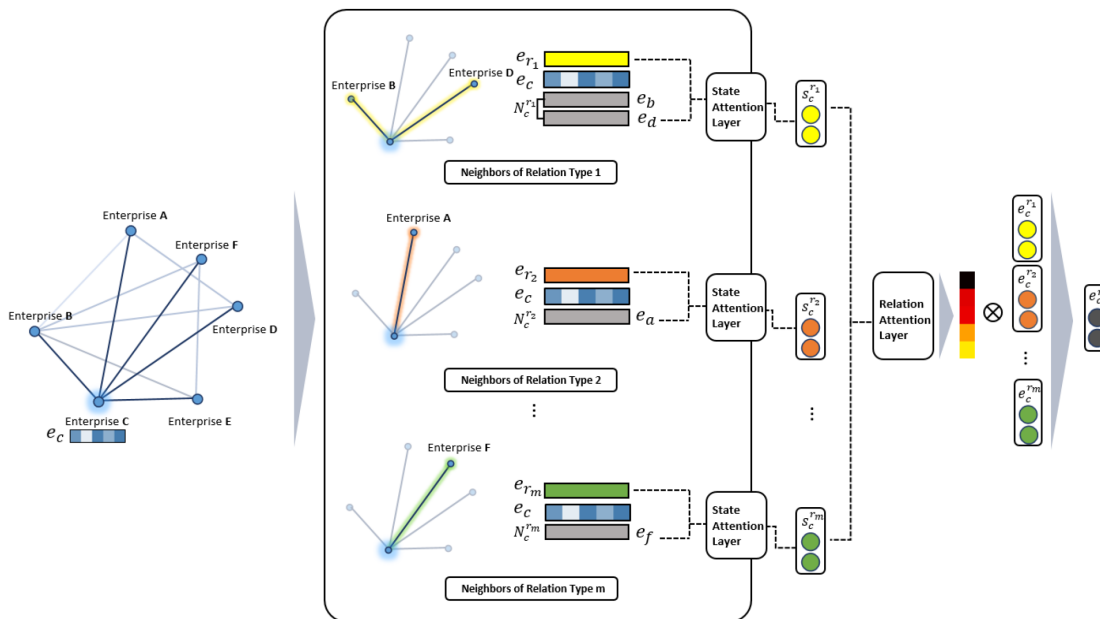 Enterprise A
Enterprise F
Enterprise B
Enterprise D
Enterprise C
Enterprise E
e_c
Enterprise B
Enterprise D
e_{r_1}
e_c
N_c^{r_1}
e_b
e_d
Neighbors of Relation Type 1
State
Attention
Layer
s_c^{r_1}
Enterprise A
e_{r_2}
e_c
N_c^{r_2}
e_a
Neighbors of Relation Type 2
State
Attention
Layer
s_c^{r_2}
⋮
⋮
Enterprise F
e_{r_m}
e_c
N_c^{r_m}
e_f
Neighbors of Relation Type m
State
Attention
Layer
s_c^{r_m}
Relation
Attention
Layer
⊗
e_c^{r_1}
e_c^{r_2}
⋮
e_c^{r_m}